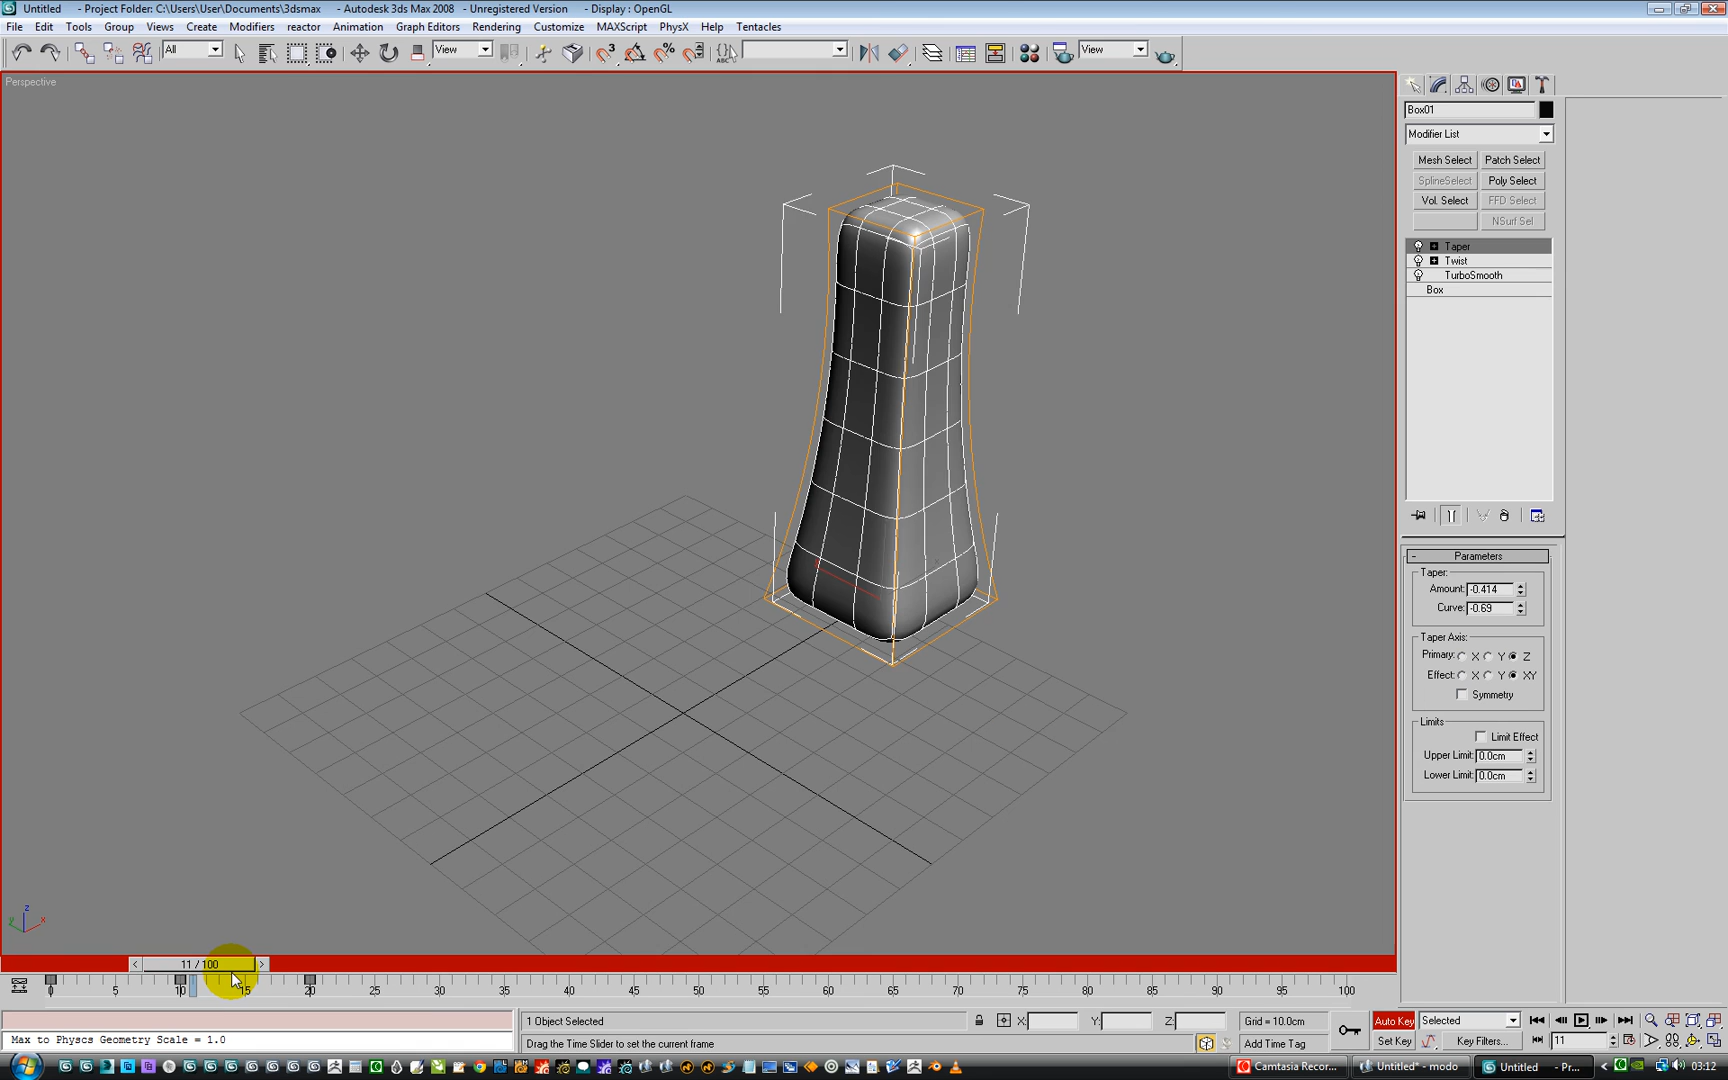 Untitled - Project Folder: C:\Users\User\Documents\3dsmax - Autodesk 3ds Max 2008 - Unregistered Version - Display : OpenGL
File Edit Tools Group Views Create Modifiers reactor Animation Graph Editors Rendering Customize MAXScript PhysX Help Tentacles
All View View
Perspective
Box01
Modifier List
Mesh Select Patch Select
SplineSelect Poly Select
Vol. Select FFD Select
NSurf Sel
Taper
Twist
TurboSmooth
Box
Parameters
Taper:
Amount: -0.414
Curve: -0.69
Taper Axis:
Primary: X Y Z
Effect: X Y XY
Symmetry
Limits
Limit Effect
Upper Limit: 0.0cm
Lower Limit: 0.0cm
z
y x
< 11 / 100 >
0 5 10 15 20 25 30 35 40 45 50 55 60 65 70 75 80 85 90 95 100
1 Object Selected X: Y: Z: Grid = 10.0cm Auto Key Selected
Max to Physcs Geometry Scale = 1.0 Drag the Time Slider to set the current frame Add Time Tag Set Key Key Filters... 11
Camtasia Recor... Untitled* - modo Untitled - Pr... 03:12